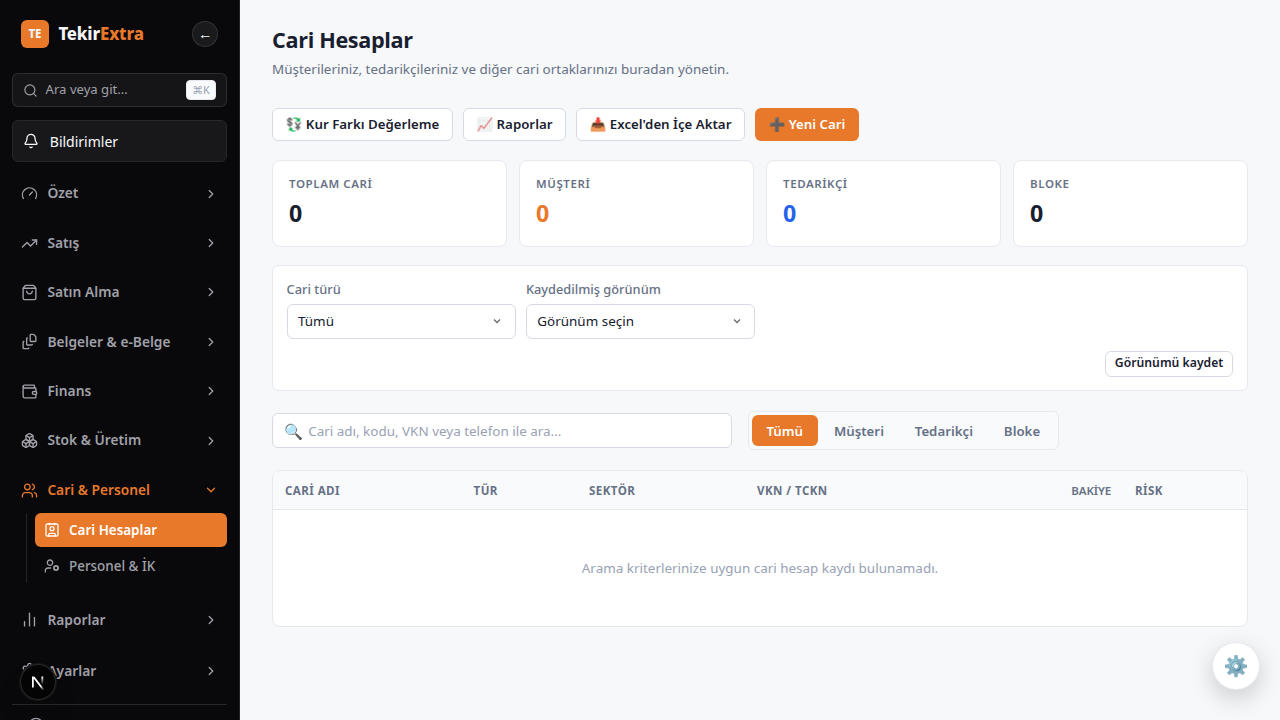 TE
TekirExtra
←
Ara veya git...
⌘K
Bildirimler
Özet
Satış
Satın Alma
Belgeler & e-Belge
Finans
Stok & Üretim
Cari & Personel
Cari Hesaplar
Personel & İK
Raporlar
Ayarlar
N
Cari Hesaplar
Müşterileriniz, tedarikçileriniz ve diğer cari ortaklarınızı buradan yönetin.
💱 Kur Farkı Değerleme
📈 Raporlar
📥 Excel'den İçe Aktar
➕ Yeni Cari
TOPLAM CARİ
0
MÜŞTERİ
0
TEDARİKÇİ
0
BLOKE
0
Cari türü
Kaydedilmiş görünüm
Tümü
Görünüm seçin
Görünümü kaydet
🔍 Cari adı, kodu, VKN veya telefon ile ara...
Tümü
Müşteri
Tedarikçi
Bloke
CARİ ADI
TÜR
SEKTÖR
VKN / TCKN
BAKİYE
RİSK
Arama kriterlerinize uygun cari hesap kaydı bulunamadı.